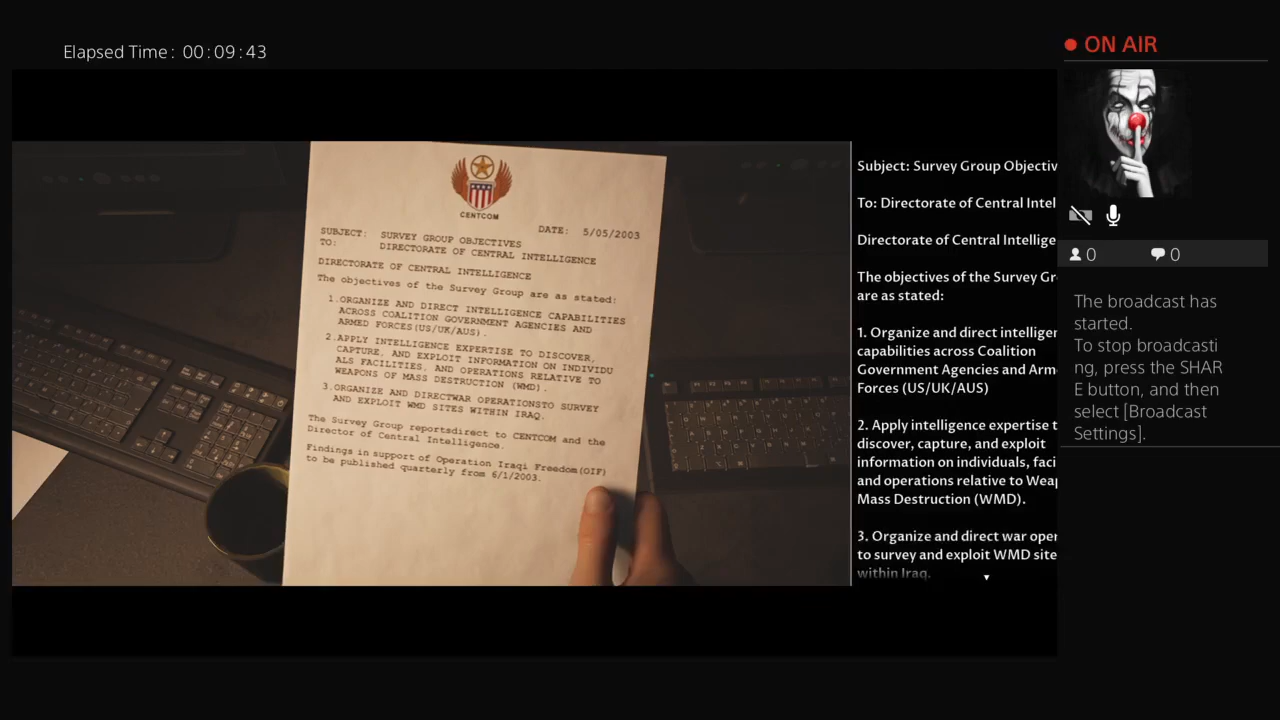 Elapsed Time: 00:09:43
ON AIR
CENTCOM
DATE: 5/05/2003
SUBJECT: SURVEY GROUP OBJECTIVES
TO: DIRECTORATE OF CENTRAL INTELLIGENCE
DIRECTORATE OF CENTRAL INTELLIGENCE
The objectives of the Survey Group are as stated:
1.ORGANIZE AND DIRECT INTELLIGENCE CAPABILITIES
ACROSS COALITION GOVERNMENT AGENCIES AND
ARMED FORCES(US/UK/AUS).
2.APPLY INTELLIGENCE EXPERTISE TO DISCOVER,
CAPTURE, AND EXPLOIT INFORMATION ON INDIVIDU
ALS FACILITIES, AND OPERATIONS RELATIVE TO
WEAPONS OF MASS DESTRUCTION (WMD).
3.ORGANIZE AND DIRECTWAR OPERATIONSTO SURVEY
AND EXPLOIT WMD SITES WITHIN IRAQ.
The Survey Group reportsdirect to CENTCOM and the
Director of Central Intelligence.
Findings in support of Operation Iraqi Freedom(OIF)
to be published quarterly from 6/1/2003.
Subject: Survey Group Objectiv
To: Directorate of Central Intel
Directorate of Central Intellige
The objectives of the Survey Gr
are as stated:
1. Organize and direct intelliger
capabilities across Coalition
Government Agencies and Arme
Forces (US/UK/AUS)
2. Apply intelligence expertise t
discover, capture, and exploit
information on individuals, faci
and operations relative to Weap
Mass Destruction (WMD).
3. Organize and direct war oper
to survey and exploit WMD site
within Iraq.
0 0
The broadcast has
started.
To stop broadcasti
ng, press the SHAR
E button, and then
select [Broadcast
Settings].